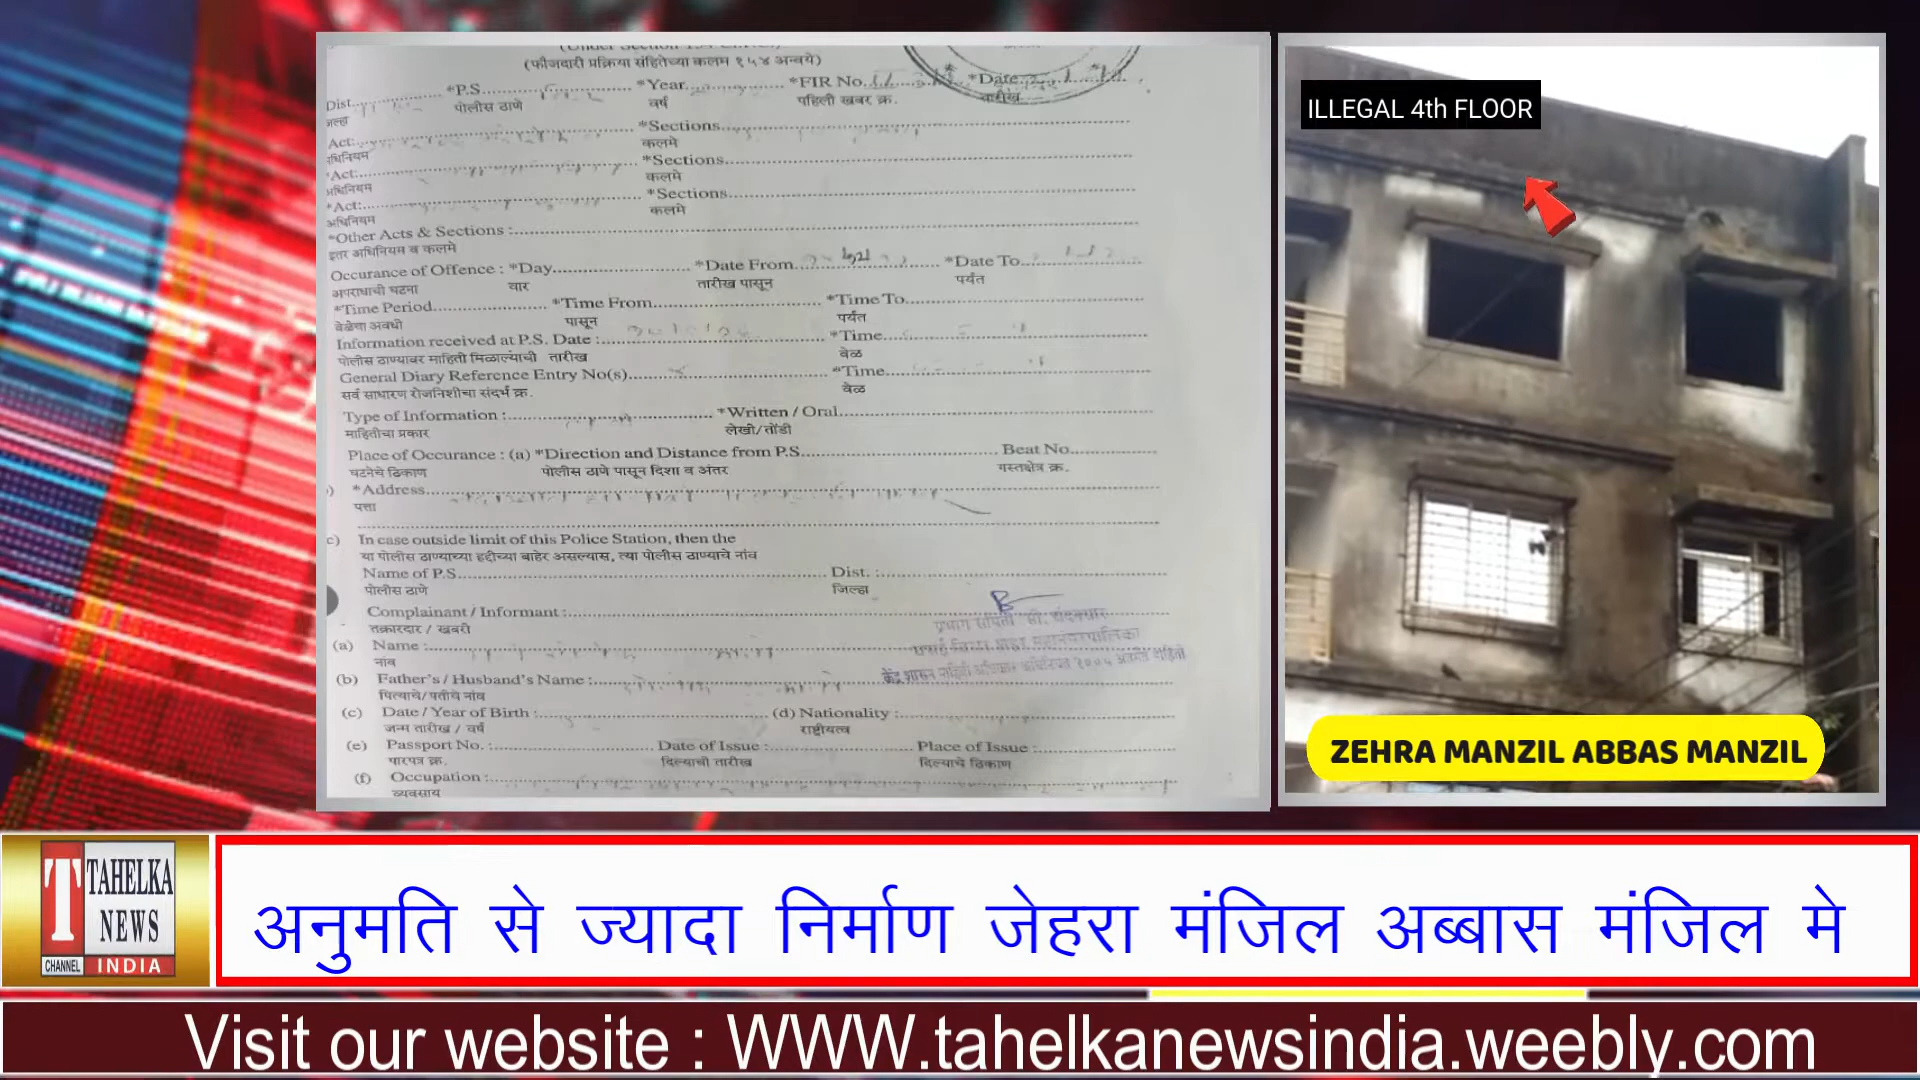 (फौजदारी प्रक्रिया संहितेच्या कलम १५४ अन्वये)
Dist. *P.S. *Year *FIR No. *Date
जिल्हा पोलीस ठाणे वर्ष पहिली खबर क्र. तारीख
Act: *Sections
अधिनियम कलमे
*Act: *Sections
अधिनियम कलमे
*Act: *Sections
अधिनियम कलमे
*Other Acts & Sections :
इतर अधिनियम व कलमे
Occurance of Offence : *Day *Date From *Date To
अपराधाची घटना वार तारीख पासून पर्यंत
*Time Period *Time From *Time To
वेळेचा अवधी पासून पर्यंत
Information received at P.S. Date : *Time
पोलीस ठाण्यावर माहिती मिळाल्याची तारीख वेळ
General Diary Reference Entry No(s) *Time
सर्व साधारण रोजनिशीचा संदर्भ क्र. वेळ
Type of Information : *Written / Oral
माहितीचा प्रकार लेखी/तोंडी
Place of Occurance : (a) *Direction and Distance from P.S. Beat No.
घटनेचे ठिकाण पोलीस ठाणे पासून दिशा व अंतर गस्तक्षेत्र क्र.
) *Address
पत्ता
c) In case outside limit of this Police Station, then the
या पोलीस ठाण्याच्या हद्दीच्या बाहेर असल्यास, त्या पोलीस ठाण्याचे नांव
Name of P.S. Dist. :
पोलीस ठाणे जिल्हा
Complainant / Informant :
तक्रारदार / खबरी
(a) Name :
नांव
(b) Father's / Husband's Name :
पित्याचे/पतीचे नांव
(c) Date / Year of Birth : (d) Nationality :
जन्म तारीख / वर्ष राष्ट्रीयत्व
(e) Passport No. : Date of Issue : Place of Issue :
पारपत्र क्र. दिल्याची तारीख दिल्याचे ठिकाण
(f) Occupation :
व्यवसाय
ILLEGAL 4th FLOOR
ZEHRA MANZIL ABBAS MANZIL
T TAHELKA
NEWS
CHANNEL INDIA
अनुमति से ज्यादा निर्माण जेहरा मंजिल अब्बास मंजिल मे
Visit our website : WWW.tahelkanewsindia.weebly.com